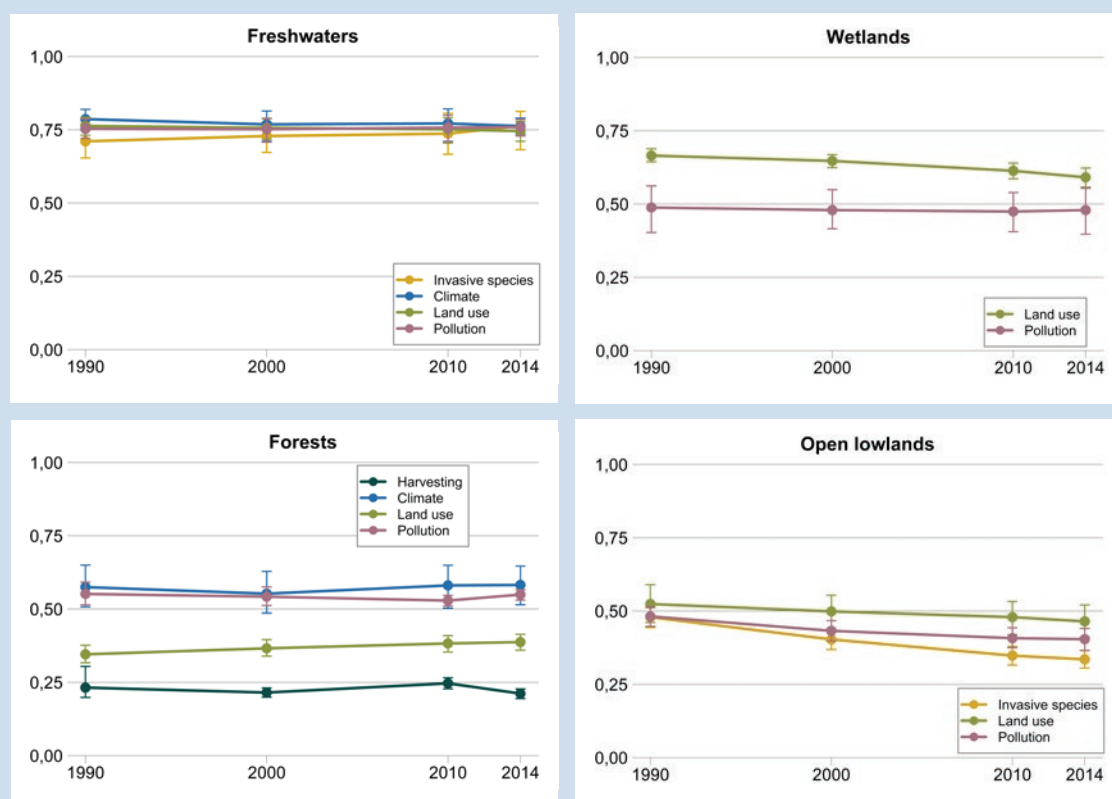 Freshwaters
1,00
0,75
0,50
0,25
0,00
1990 2000 2010 2014
Invasive species
Climate
Land use
Pollution
Wetlands
1,00
0,75
0,50
0,25
0,00
1990 2000 2010 2014
Land use
Pollution
Forests
1,00
0,75
0,50
0,25
0,00
1990 2000 2010 2014
Harvesting
Climate
Land use
Pollution
Open lowlands
1,00
0,75
0,50
0,25
0,00
1990 2000 2010 2014
Invasive species
Land use
Pollution